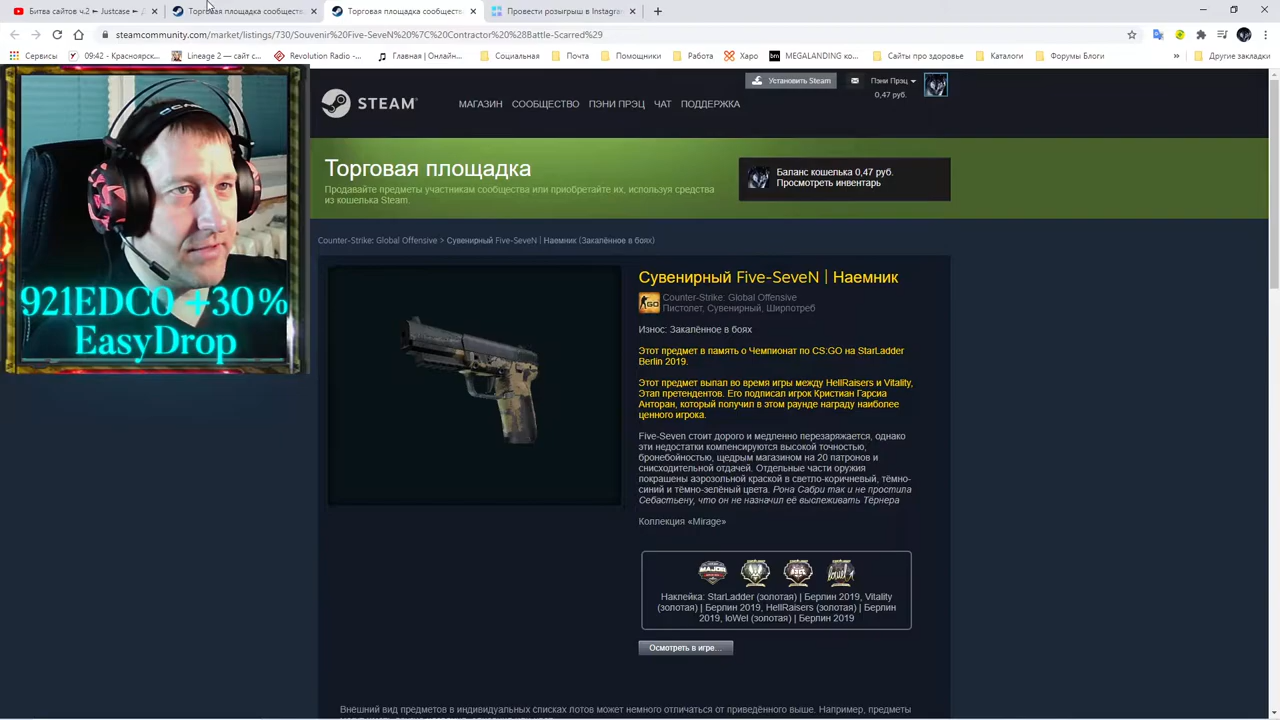 Битва сайтов ч.2 ► Justcase ►
Торговая площадка сообществ
Торговая площадка сообществ
Провести розыгрыш в Instagra
steamcommunity.com/market/listings/730/Souvenir%20Five-SeveN%20%7C%20Contractor%20%28Battle-Scarred%29
Сервисы
09:42 - Красноярск
Lineage 2 — сайт с...
Revolution Radio -...
Главная | Онлайн-...
Социальная
Почта
Помошники
Работа
Харо
MEGALANDING ко...
Сайты про здоровье
Каталоги
Форумы Блоги
»
Другие закладки
Установить Steam
Пэни Прэц
0,47 руб.
STEAM
МАГАЗИН СООБЩЕСТВО ПЭНИ ПРЭЦ ЧАТ ПОДДЕРЖКА
Торговая площадка
Продавайте предметы участникам сообщества или приобретайте их, используя средства
из кошелька Steam.
Баланс кошелька 0,47 руб.
Просмотреть инвентарь
Counter-Strike: Global Offensive > Сувенирный Five-SeveN | Наемник (Закалённое в боях)
Сувенирный Five-SeveN | Наемник
Counter-Strike: Global Offensive
Пистолет, Сувенирный, Ширпотреб
Износ: Закалённое в боях
Этот предмет в память о Чемпионат по CS:GO на StarLadder
Berlin 2019.
Этот предмет выпал во время игры между HellRaisers и Vitality,
Этап претендентов. Его подписал игрок Кристиан Гарсиа
Анторан, который получил в этом раунде награду наиболее
ценного игрока.
Five-Seven стоит дорого и медленно перезаряжается, однако
эти недостатки компенсируются высокой точностью,
бронебойностью, щедрым магазином на 20 патронов и
снисходительной отдачей. Отдельные части оружия
покрашены аэрозольной краской в светло-коричневый, тёмно-
синий и тёмно-зелёный цвета. Рона Сабри так и не простила
Себастьену, что он не назначил её выслеживать Тёрнера
Коллекция «Mirage»
Наклейка: StarLadder (золотая) | Берлин 2019, Vitality
(золотая) | Берлин 2019, HellRaisers (золотая) | Берлин
2019, loWel (золотая) | Берлин 2019
Осмотреть в игре...
Внешний вид предметов в индивидуальных списках лотов может немного отличаться от приведённого выше. Например, предметы
921EDC0 +30%
EasyDrop